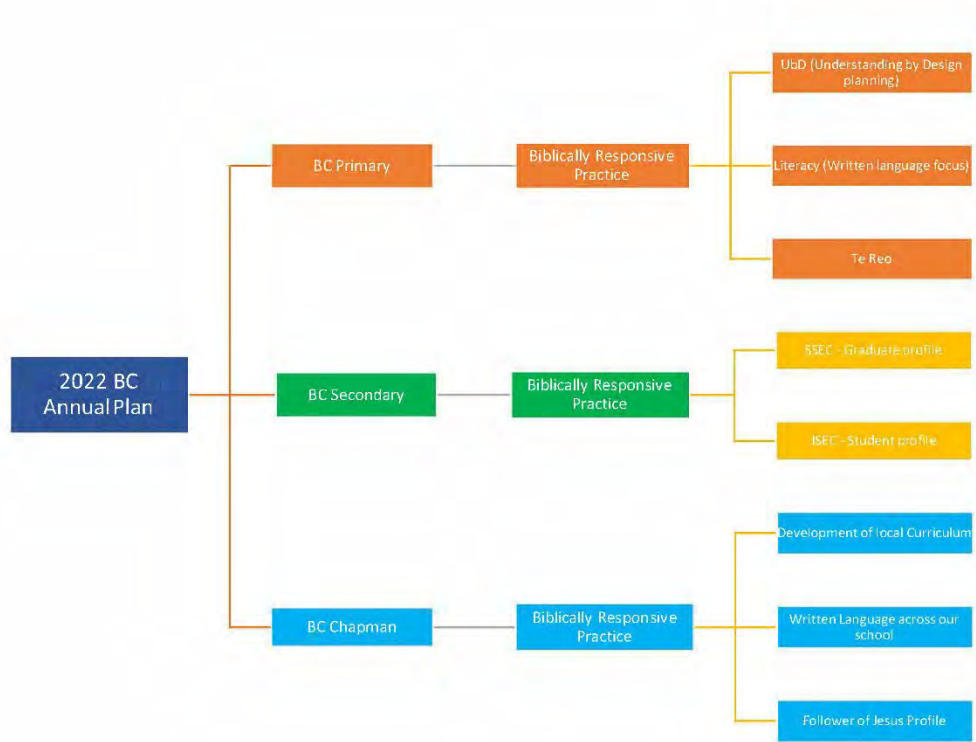 2022 BC
Annual Plan
BC Primary
Biblically Responsive
Practice
UbD (Understanding by Design
planning)
Literacy (Written language focus)
Te Reo
BC Secondary
Biblically Responsive
Practice
SSEC - Graduate profile
JSEC - Student profile
BC Chapman
Biblically Responsive
Practice
Development of local Curriculum
Written Language across our
school
Follower of Jesus Profile